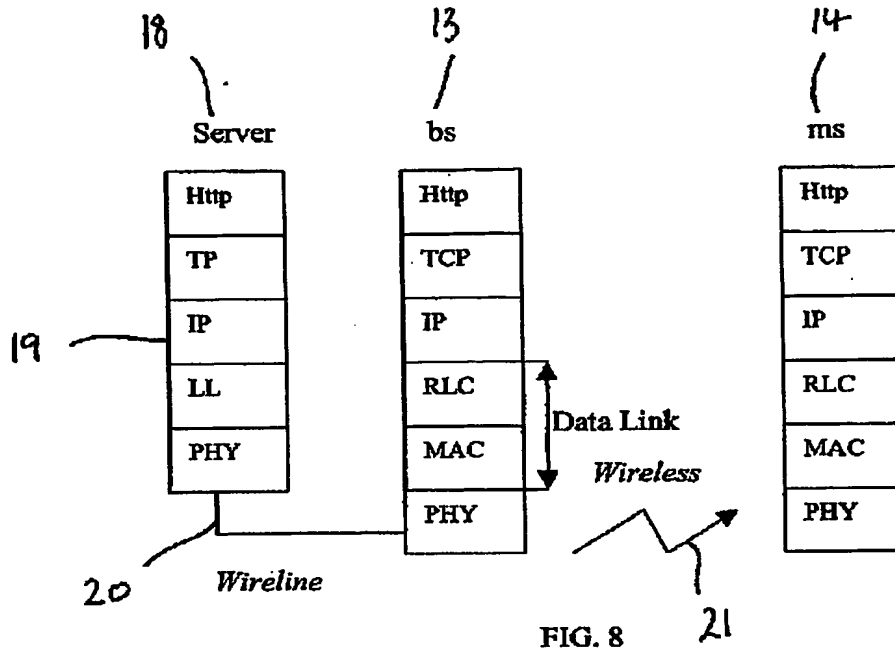 18
13
14
Server
bs
ms
Http
TP
IP
LL
PHY
Http
TCP
IP
RLC
MAC
PHY
Data Link
Wireless
Http
TCP
IP
RLC
MAC
PHY
19
20
Wireline
21
FIG. 8